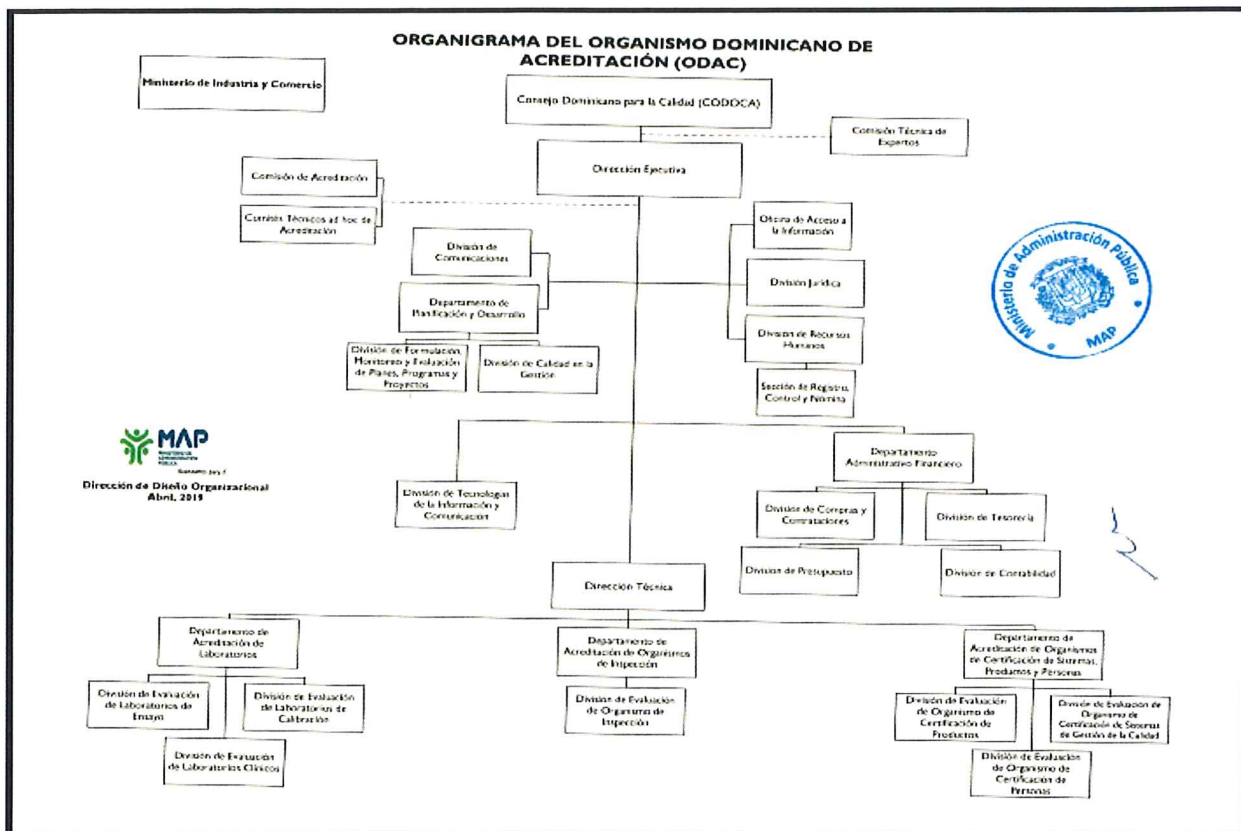 ORGANIGRAMA DEL ORGANISMO DOMINICANO DE
ACREDITACIÓN (ODAC)
Ministerio de Industria y Comercio
Consejo Dominicano para la Calidad (CODOCA)
Comisión Técnica de
Expertos
Dirección Ejecutiva
Comisión de Acreditación
Comités Técnicos ad hoc de
Acreditación
Oficina de Acceso a
la Información
División de
Comunicaciones
División Jurídica
Departamento de
Planificación y Desarrollo
División de Recursos
Humanos
División de Formulación,
Monitoreo y Evaluación
de Planes, Programas y
Proyectos
División de Calidad en la
Gestión
Sección de Registro,
Control y Nómina
Ministerio de Administración Pública
MAP
MAP
MINISTERIO DE
ADMINISTRACIÓN
PÚBLICA
Dirección de Diseño Organizacional
Abril, 2019
Departamento
Administrativo Financiero
División de Tecnologías
de la Información y
Comunicación
División de Compras y
Contrataciones
División de Tesorería
División de Presupuesto
División de Contabilidad
Dirección Técnica
Departamento de
Acreditación de
Laboratorios
Departamento de
Acreditación de Organismos
de Inspección
Departamento de
Acreditación de Organismos
de Certificación de Sistemas,
Productos y Personas
División de Evaluación
de Laboratorios de
Ensayo
División de Evaluación
de Laboratorios de
Calibración
División de Evaluación
de Organismo de
Inspección
División de Evaluación
de Organismo de
Certificación de
Productos
División de Evaluación de
Organismo de
Certificación de Sistemas
de Gestión de la Calidad
División de Evaluación
de Laboratorios Clínicos
División de Evaluación
de Organismo de
Certificación de
Personas